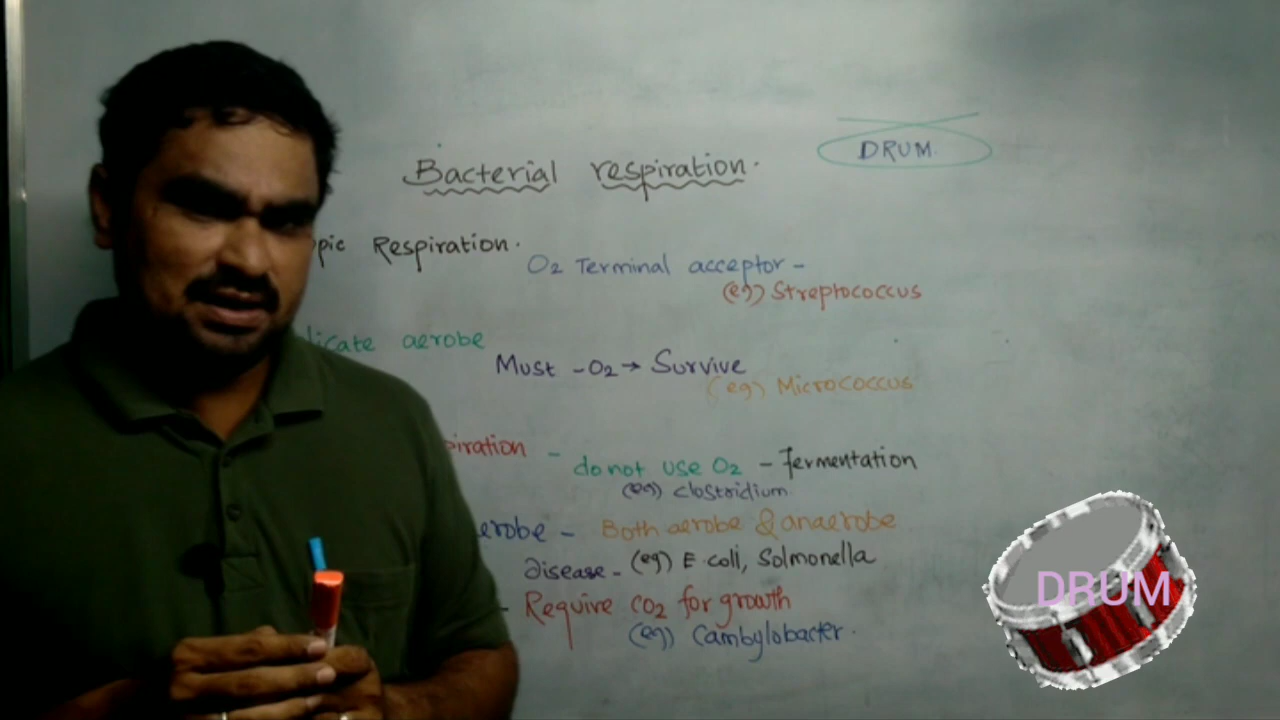 Bacterial respiration.
DRUM
Respiration.
O2 Terminal acceptor -
(eg) Streptococcus
aerobe
Must - O2 → Survive
(eg) Micrococcus
- do not use O2 - Fermentation
(eg) clostridium.
- Both aerobe & anaerobe
disease - (eg) E. coli, Solmonella
- Require CO2 for growth
(eg) Cambylobacter.
DRUM